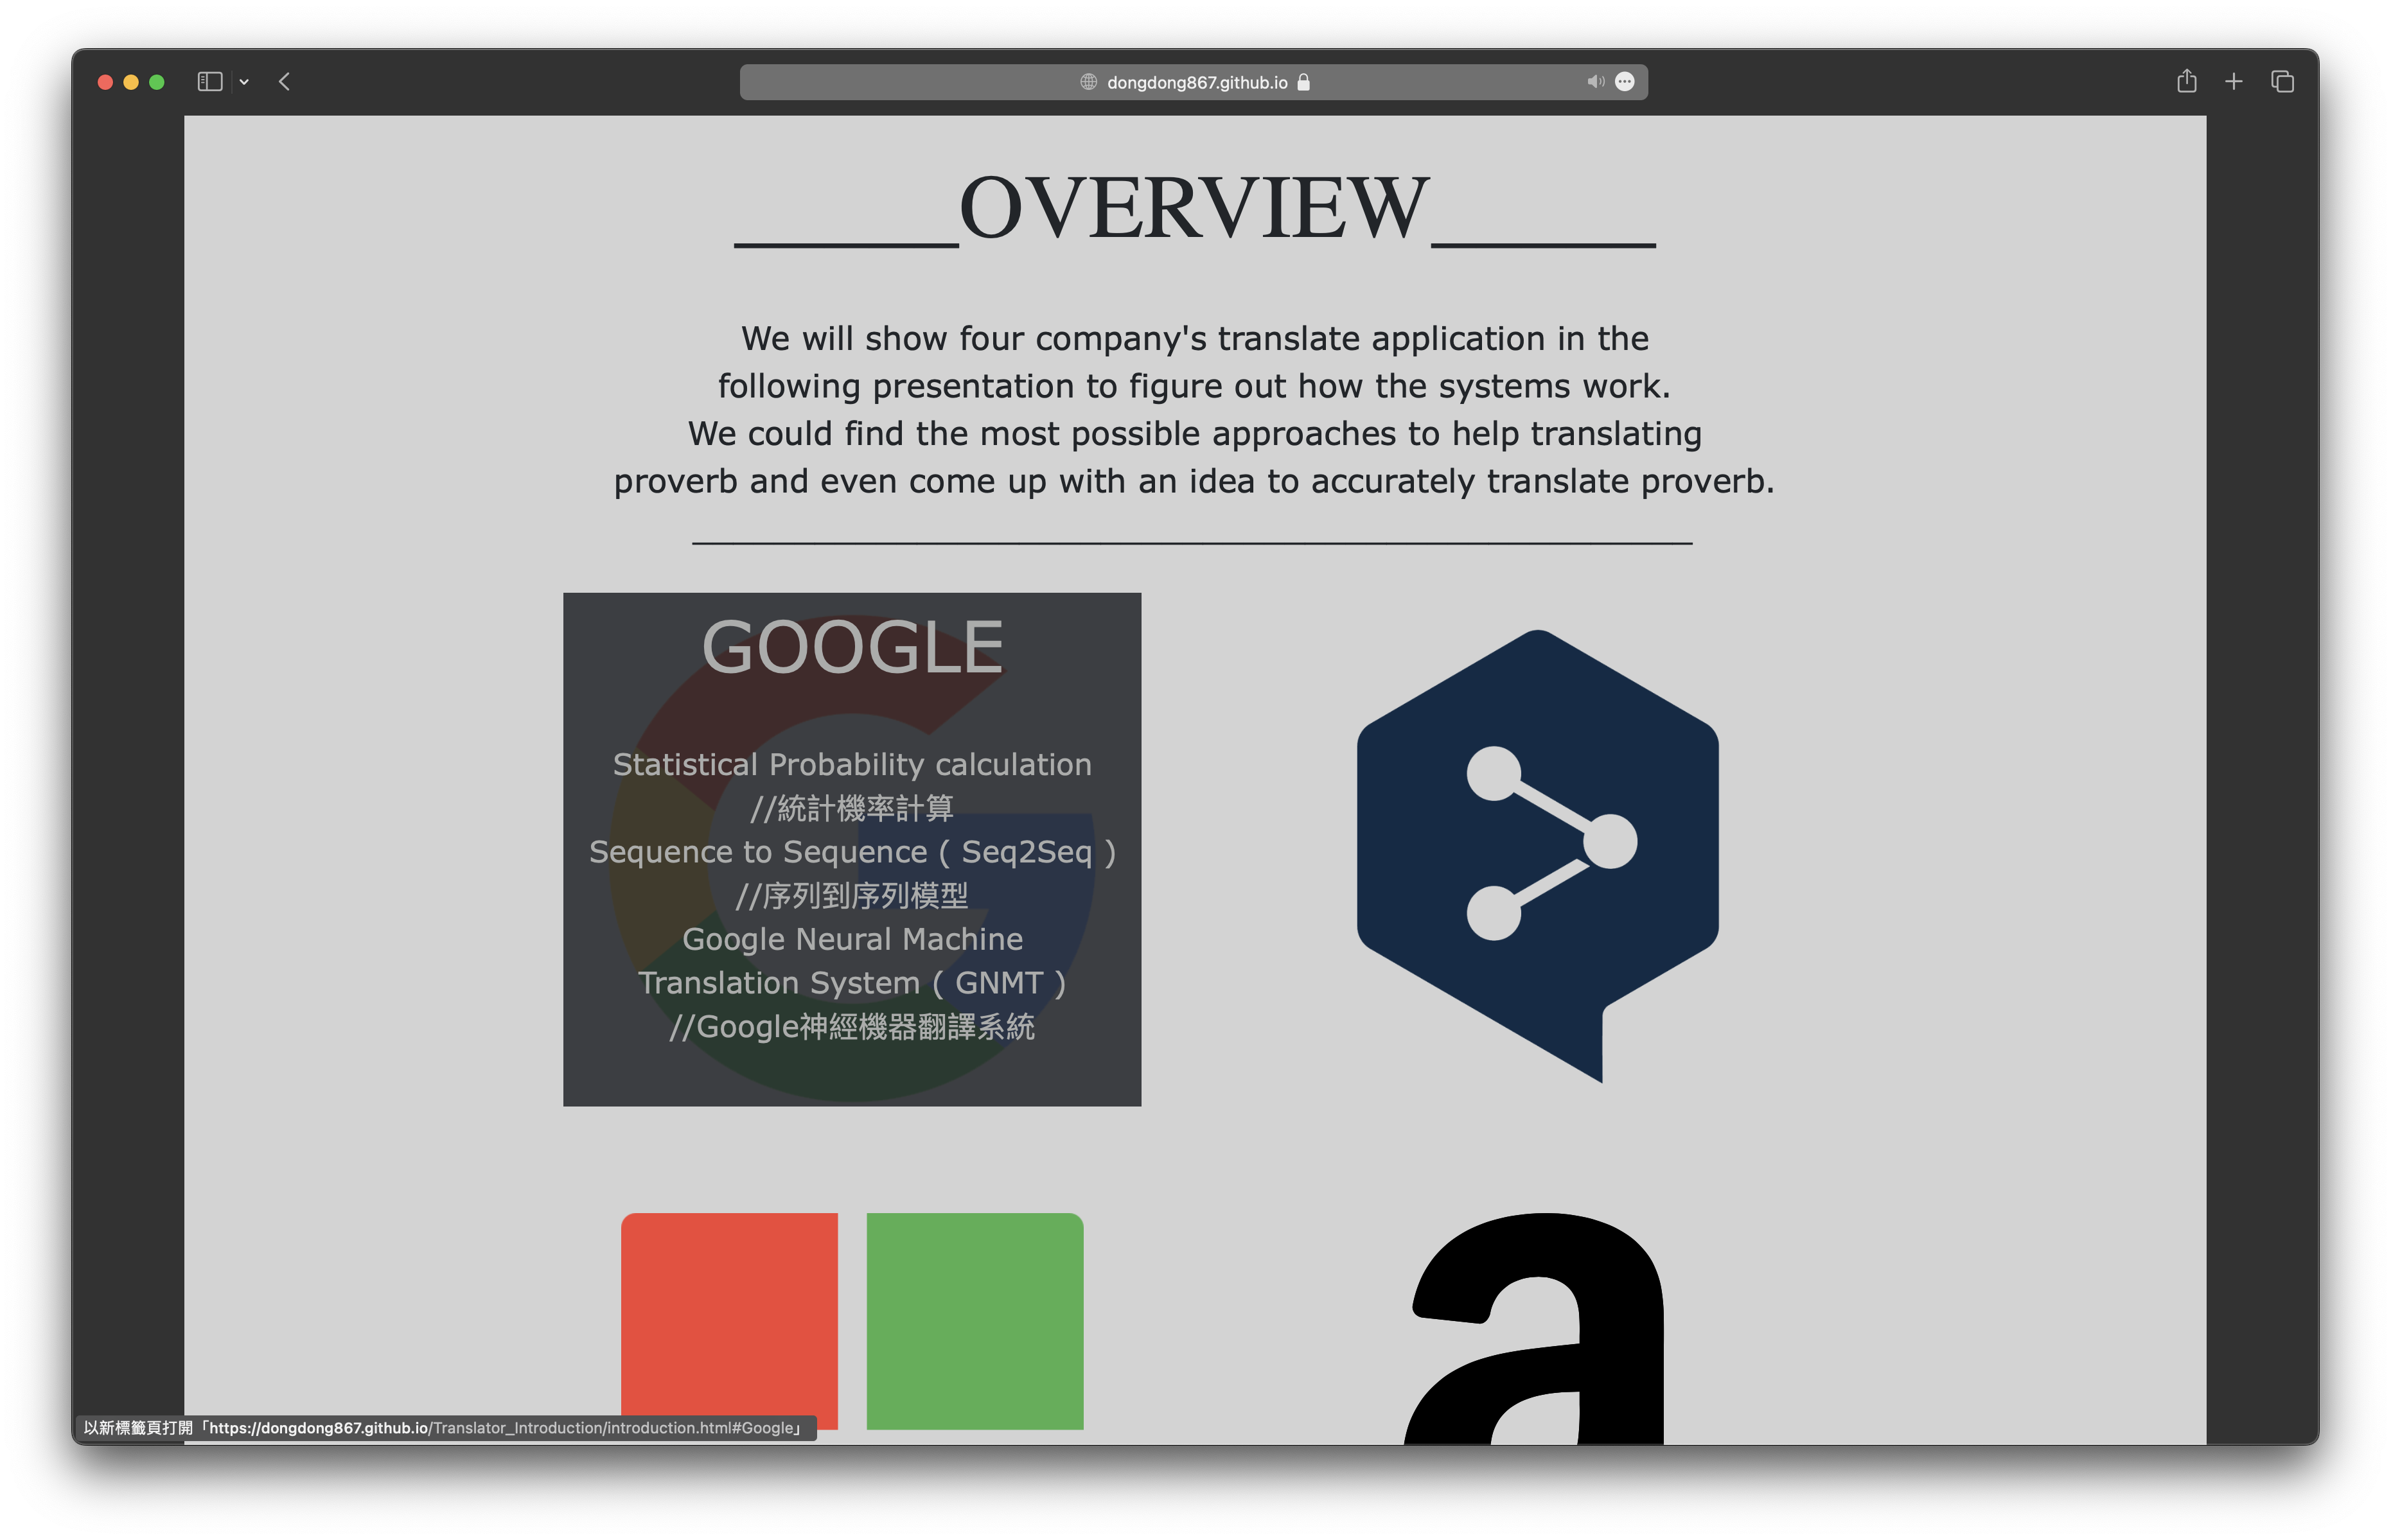 dongdong867.github.io
_____OVERVIEW_____
We will show four company's translate application in the
following presentation to figure out how the systems work.
We could find the most possible approaches to help translating
proverb and even come up with an idea to accurately translate proverb.
GOOGLE
Statistical Probability calculation
//統計機率計算
Sequence to Sequence ( Seq2Seq )
//序列到序列模型
Google Neural Machine
Translation System ( GNMT )
//Google神經機器翻譯系統
a
以新標籤頁打開「https://dongdong867.github.io/Translator_Introduction/introduction.html#Google」